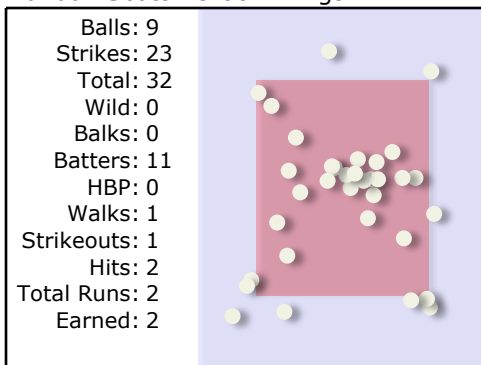 Balls: 9
Strikes: 23
Total: 32
Wild: 0
Balks: 0
Batters: 11
HBP: 0
Walks: 1
Strikeouts: 1
Hits: 2
Total Runs: 2
Earned: 2